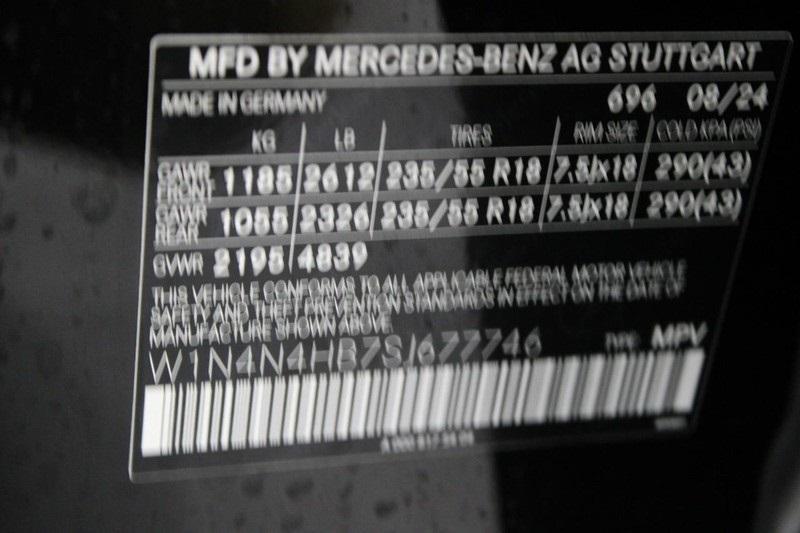 MFD BY MERCEDES-BENZ AG STUTTGART
MADE IN GERMANY 696 08/24
KG LB TIRES RIM SIZE COLD KPA (PSI)
GAWR FRONT 1185 2612 235/55 R18 7.5Jx18 290(43)
GAWR REAR 1055 2326 235/55 R18 7.5Jx18 290(43)
GVWR 2195 4839
THIS VEHICLE CONFORMS TO ALL APPLICABLE FEDERAL MOTOR VEHICLE
SAFETY AND THEFT PREVENTION STANDARDS IN EFFECT ON THE DATE OF
MANUFACTURE SHOWN ABOVE
W1N4N4HB7SJ677746 TYPE: MPV